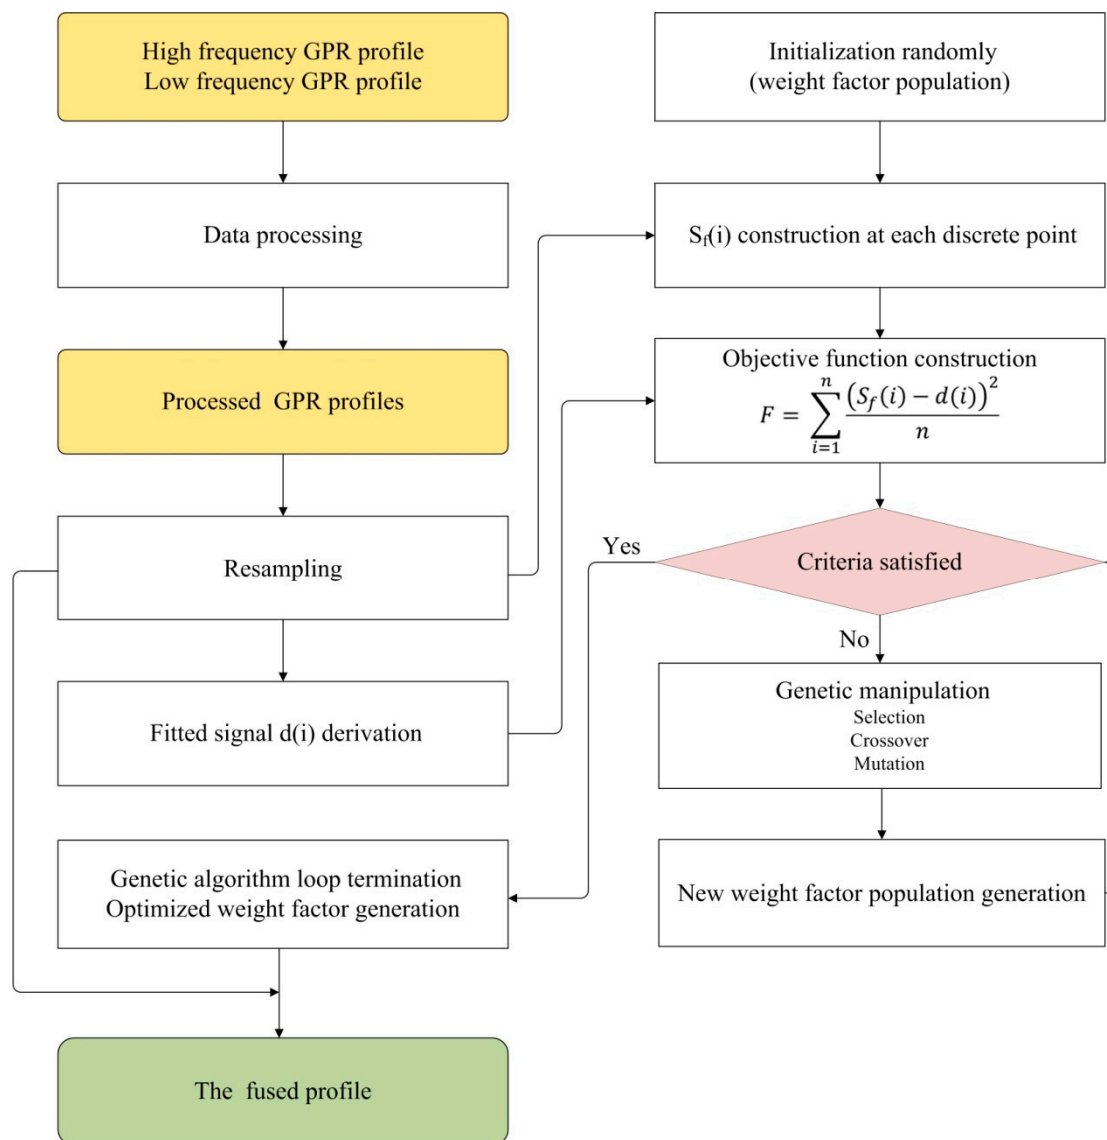 High frequency GPR profile
Low frequency GPR profile
Data processing
Processed GPR profiles
Resampling
Fitted signal d(i) derivation
Genetic algorithm loop termination
Optimized weight factor generation
The fused profile
Initialization randomly
(weight factor population)
S_f(i) construction at each discrete point
Objective function construction
F = \sum_{i=1}^{n} \frac{(S_f(i) - d(i))^2}{n}
Yes
Criteria satisfied
No
Genetic manipulation
Selection
Crossover
Mutation
New weight factor population generation